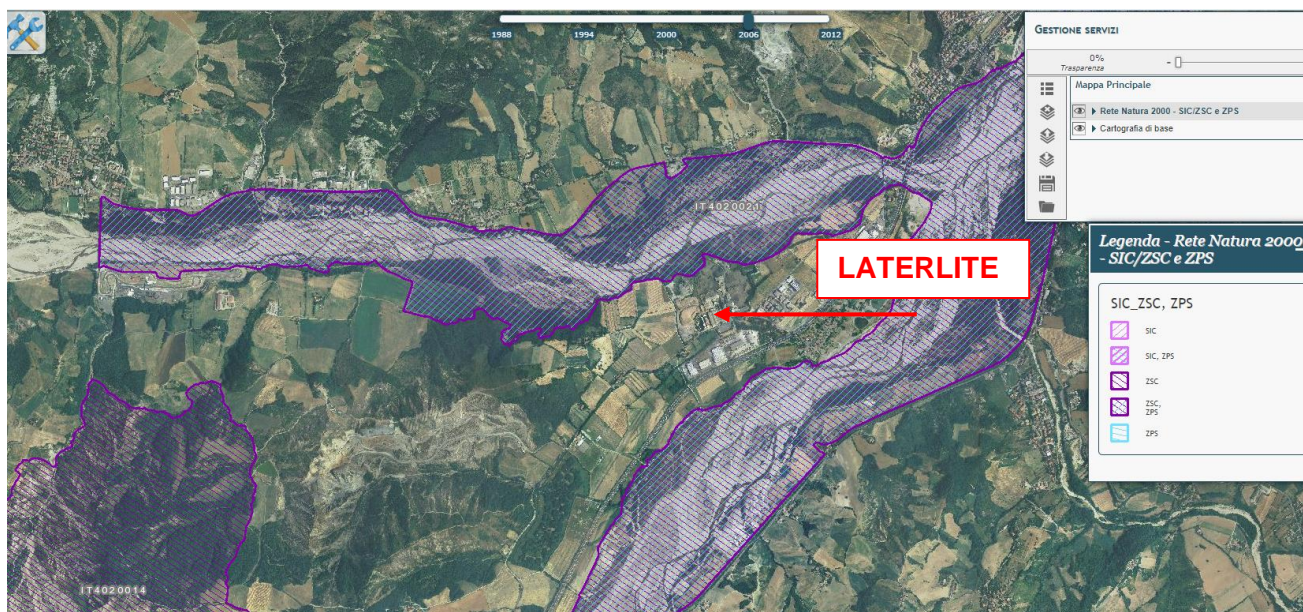 1988
1994
2000
2006
2012
GESTIONE SERVIZI
0%
Trasparenza
-
Mappa Principale
Rete Natura 2000 - SIC/ZSC e ZPS
Cartografia di base
IT4020021
LATERLITE
Legenda - Rete Natura 2000
- SIC/ZSC e ZPS
SIC_ZSC, ZPS
SIC
SIC, ZPS
ZSC
ZSC,
ZPS
ZPS
IT4020014